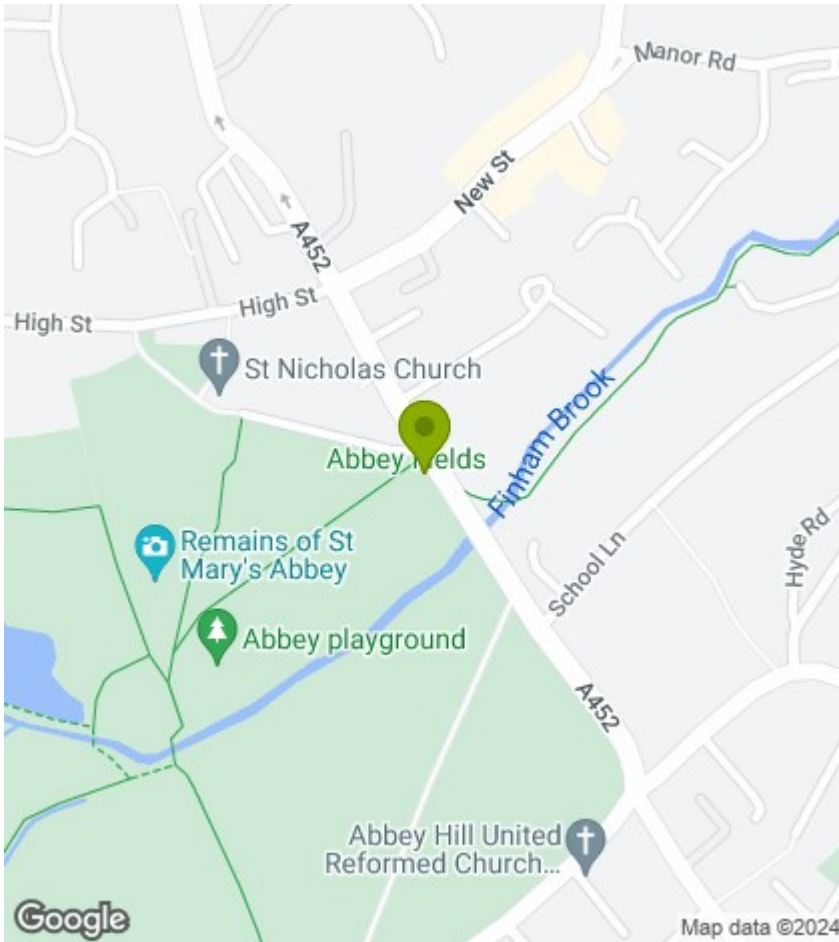 Manor Rd
New St
A452
High St
High St
St Nicholas Church
Abbey Fields
Finham Brook
Remains of St
Mary's Abbey
School Ln
Hyde Rd
Abbey playground
A452
Abbey Hill United
Reformed Church...
Google
Map data ©2024